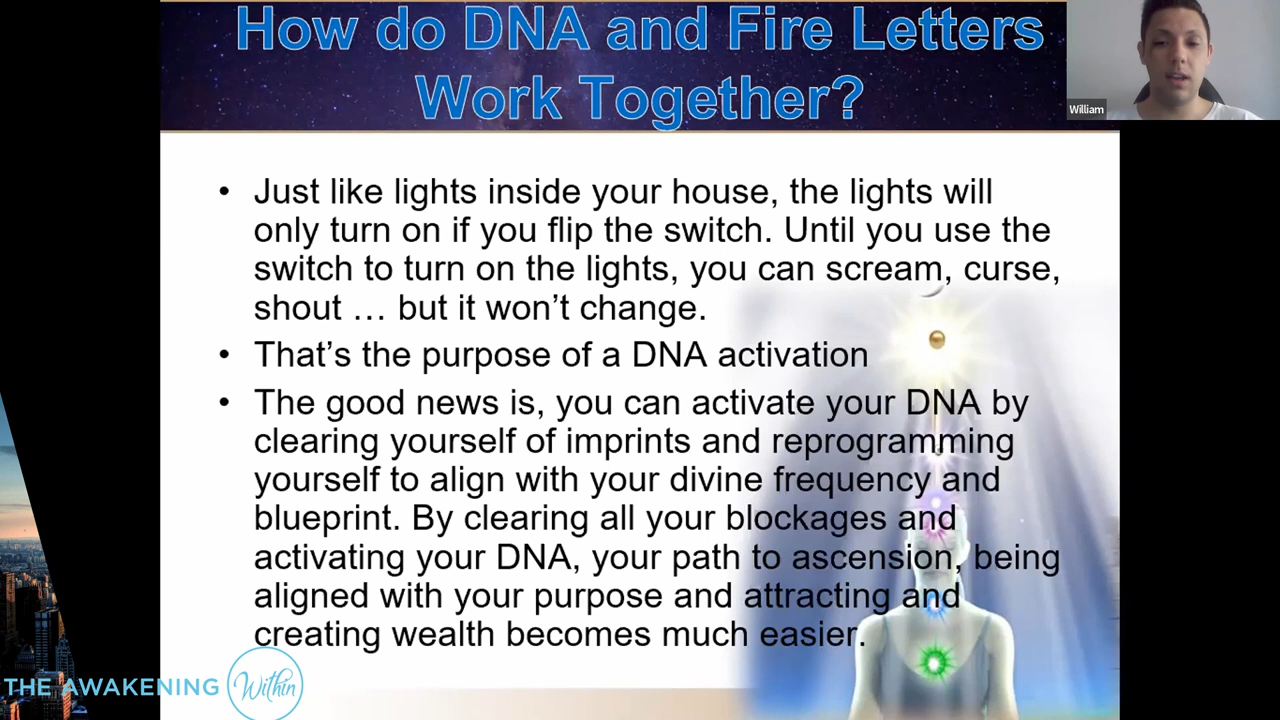 How do DNA and Fire Letters
Work Together?
William
• Just like lights inside your house, the lights will
only turn on if you flip the switch. Until you use the
switch to turn on the lights, you can scream, curse,
shout … but it won’t change.
• That’s the purpose of a DNA activation
• The good news is, you can activate your DNA by
clearing yourself of imprints and reprogramming
yourself to align with your divine frequency and
blueprint. By clearing all your blockages and
activating your DNA, your path to ascension, being
aligned with your purpose and attracting and
creating wealth becomes much easier.
THE AWAKENING Within